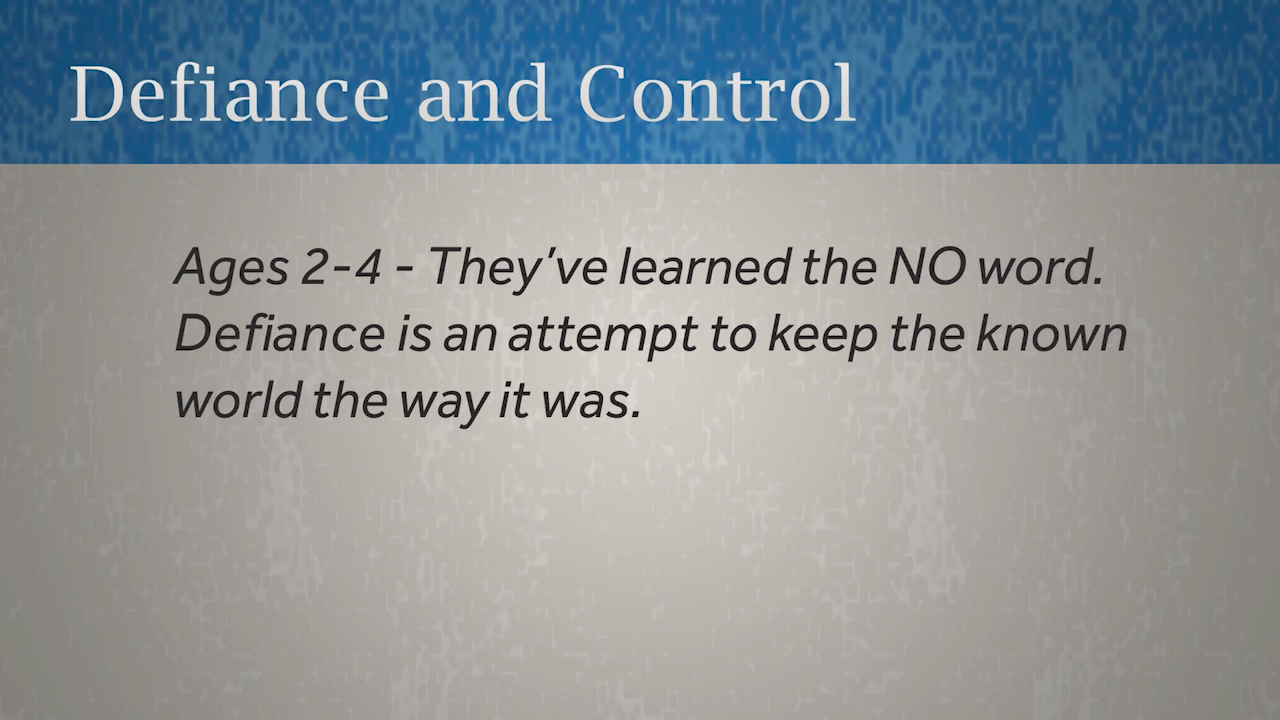 Defiance and Control
Ages 2-4 - They've learned the NO word.
Defiance is an attempt to keep the known
world the way it was.